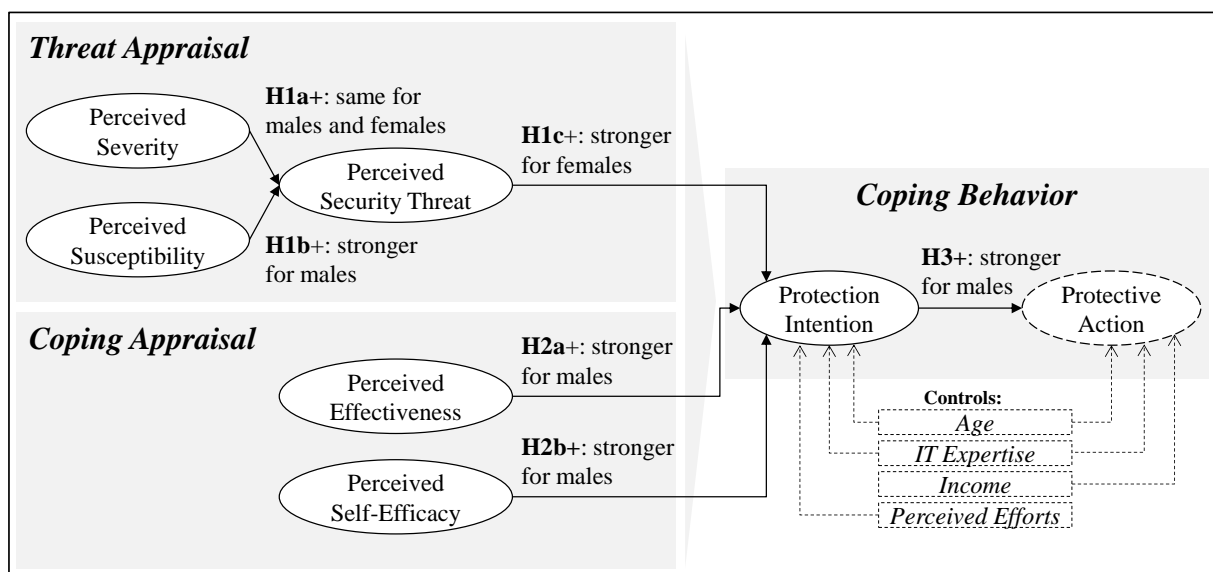 Threat Appraisal
H1a+: same for
males and females
Perceived
Severity
H1c+: stronger
for females
Perceived
Security Threat
Perceived
Susceptibility
H1b+: stronger
for males
Coping Behavior
H3+: stronger
for males
Protection
Intention
Protective
Action
Coping Appraisal
H2a+: stronger
for males
Perceived
Effectiveness
H2b+: stronger
for males
Perceived
Self-Efficacy
Controls:
Age
IT Expertise
Income
Perceived Efforts